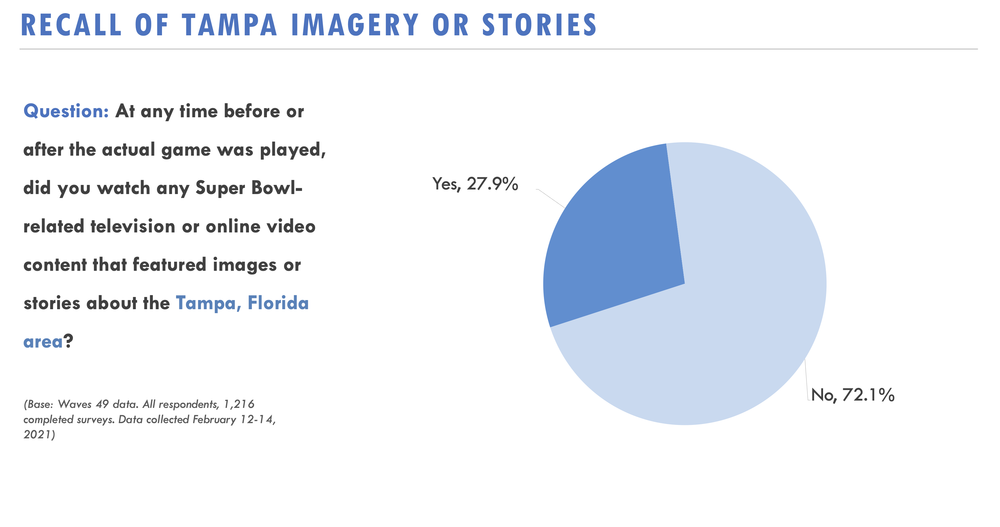 RECALL OF TAMPA IMAGERY OR STORIES
Question: At any time before or
after the actual game was played,
did you watch any Super Bowl-
related television or online video
content that featured images or
stories about the Tampa, Florida
area?
(Base: Waves 49 data. All respondents, 1,216
completed surveys. Data collected February 12-14,
2021)
Yes, 27.9%
No, 72.1%